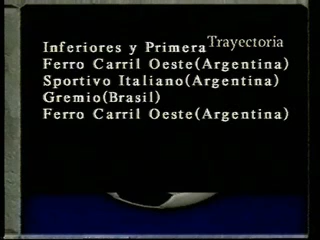 Trayectoria
Inferiores y Primera
Ferro Carril Oeste(Argentina)
Sportivo Italiano(Argentina)
Gremio(Brasil)
Ferro Carril Oeste(Argentina)